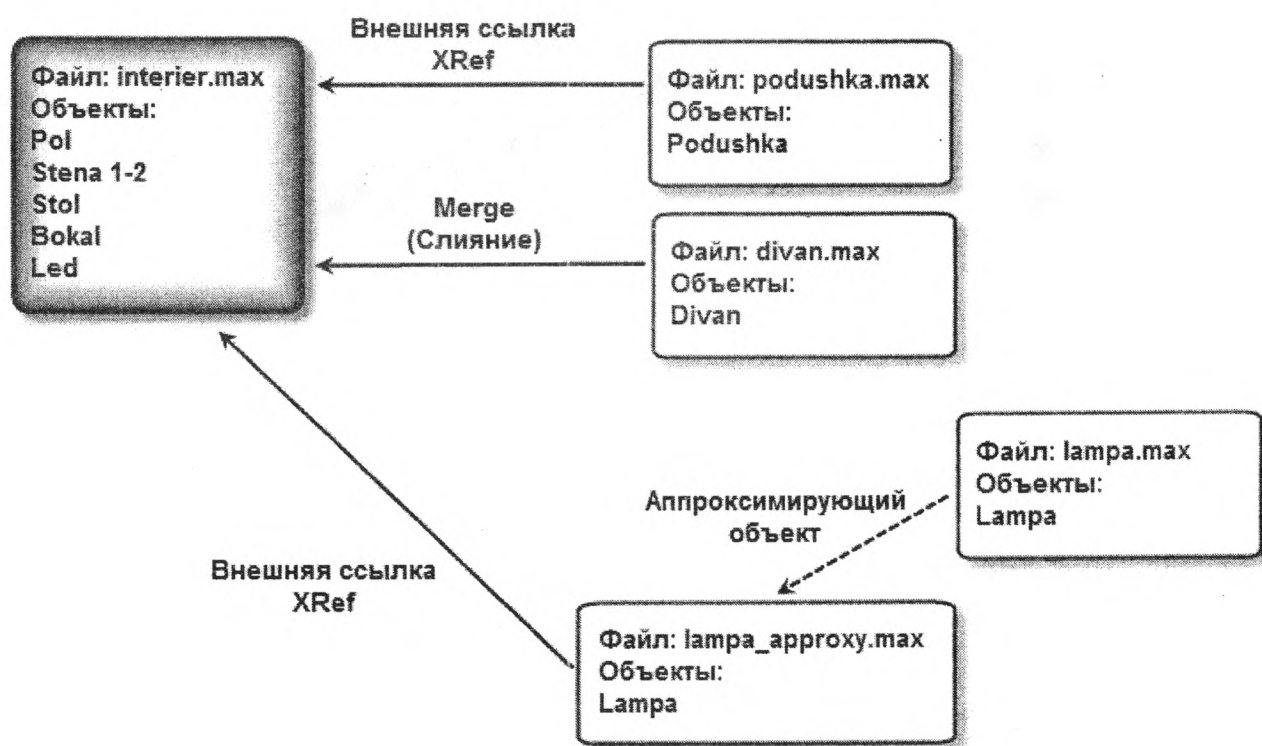 Внешняя ссылка
XRef
Файл: interier.max
Объекты:
Pol
Stena 1-2
Stol
Bokal
Led
Файл: podushka.max
Объекты:
Podushka
Merge
(Слияние)
Файл: divan.max
Объекты:
Divan
Файл: lampa.max
Объекты:
Lampa
Аппроксимирующий
объект
Внешняя ссылка
XRef
Файл: lampa_approxy.max
Объекты:
Lampa